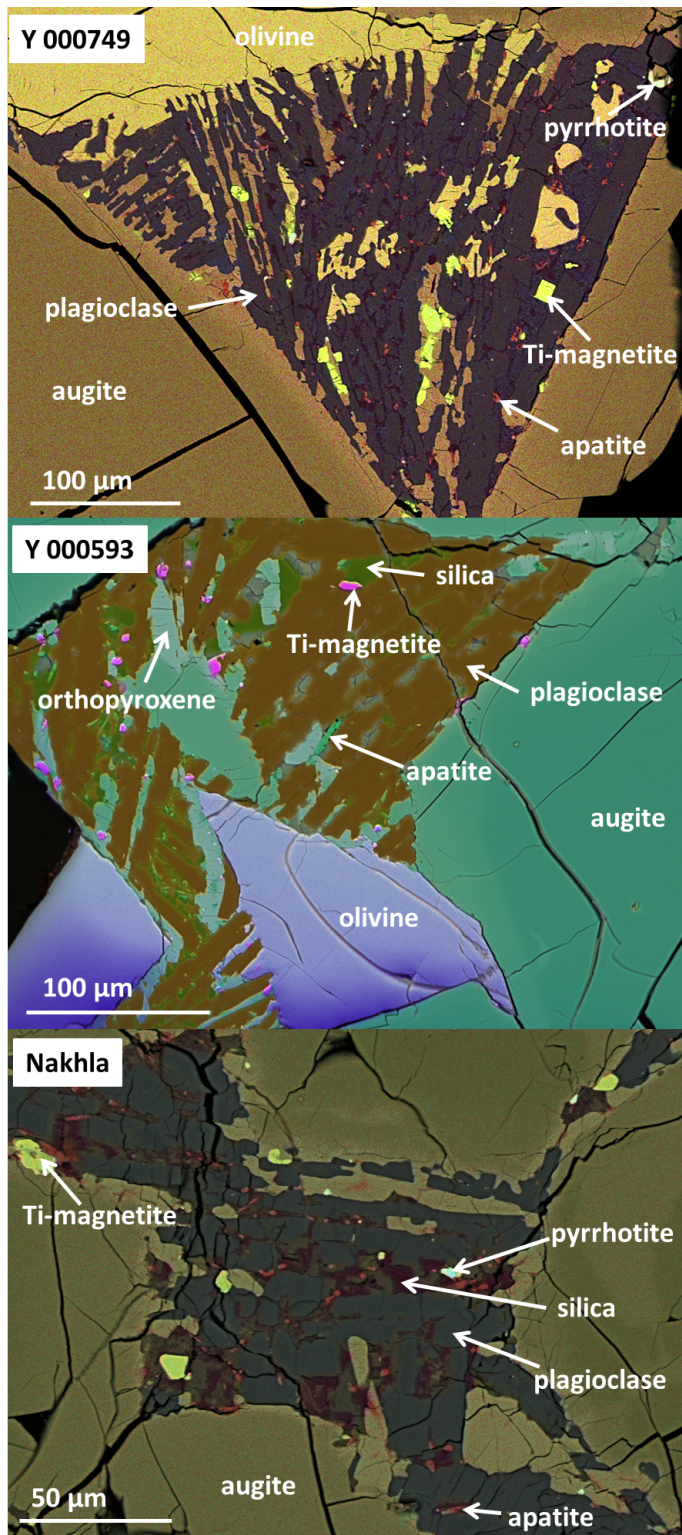 Y 000749
olivine
pyrrhotite
plagioclase
Ti-magnetite
augite
apatite
100 µm
Y 000593
silica
Ti-magnetite
orthopyroxene
plagioclase
apatite
augite
olivine
100 µm
Nakhla
Ti-magnetite
pyrrhotite
silica
plagioclase
augite
50 µm
apatite